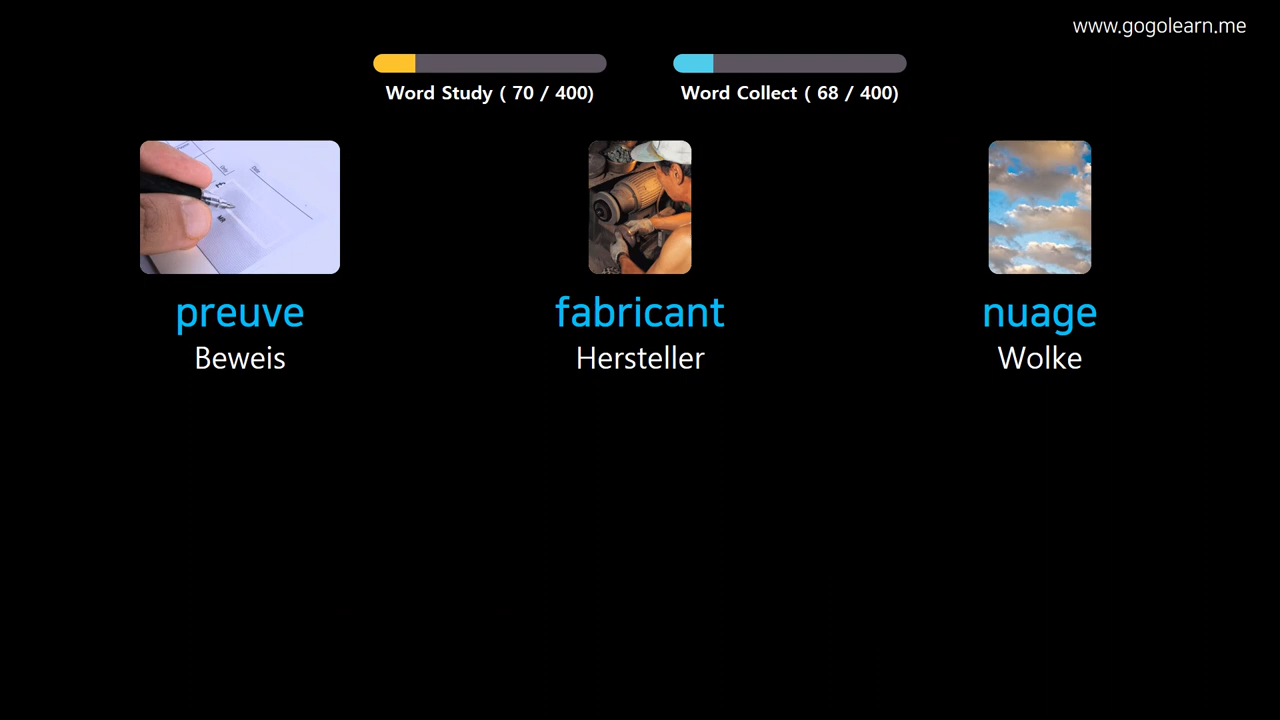 www.gogolearn.me
Word Study ( 70 / 400)
Word Collect ( 68 / 400)
preuve
Beweis
fabricant
Hersteller
nuage
Wolke